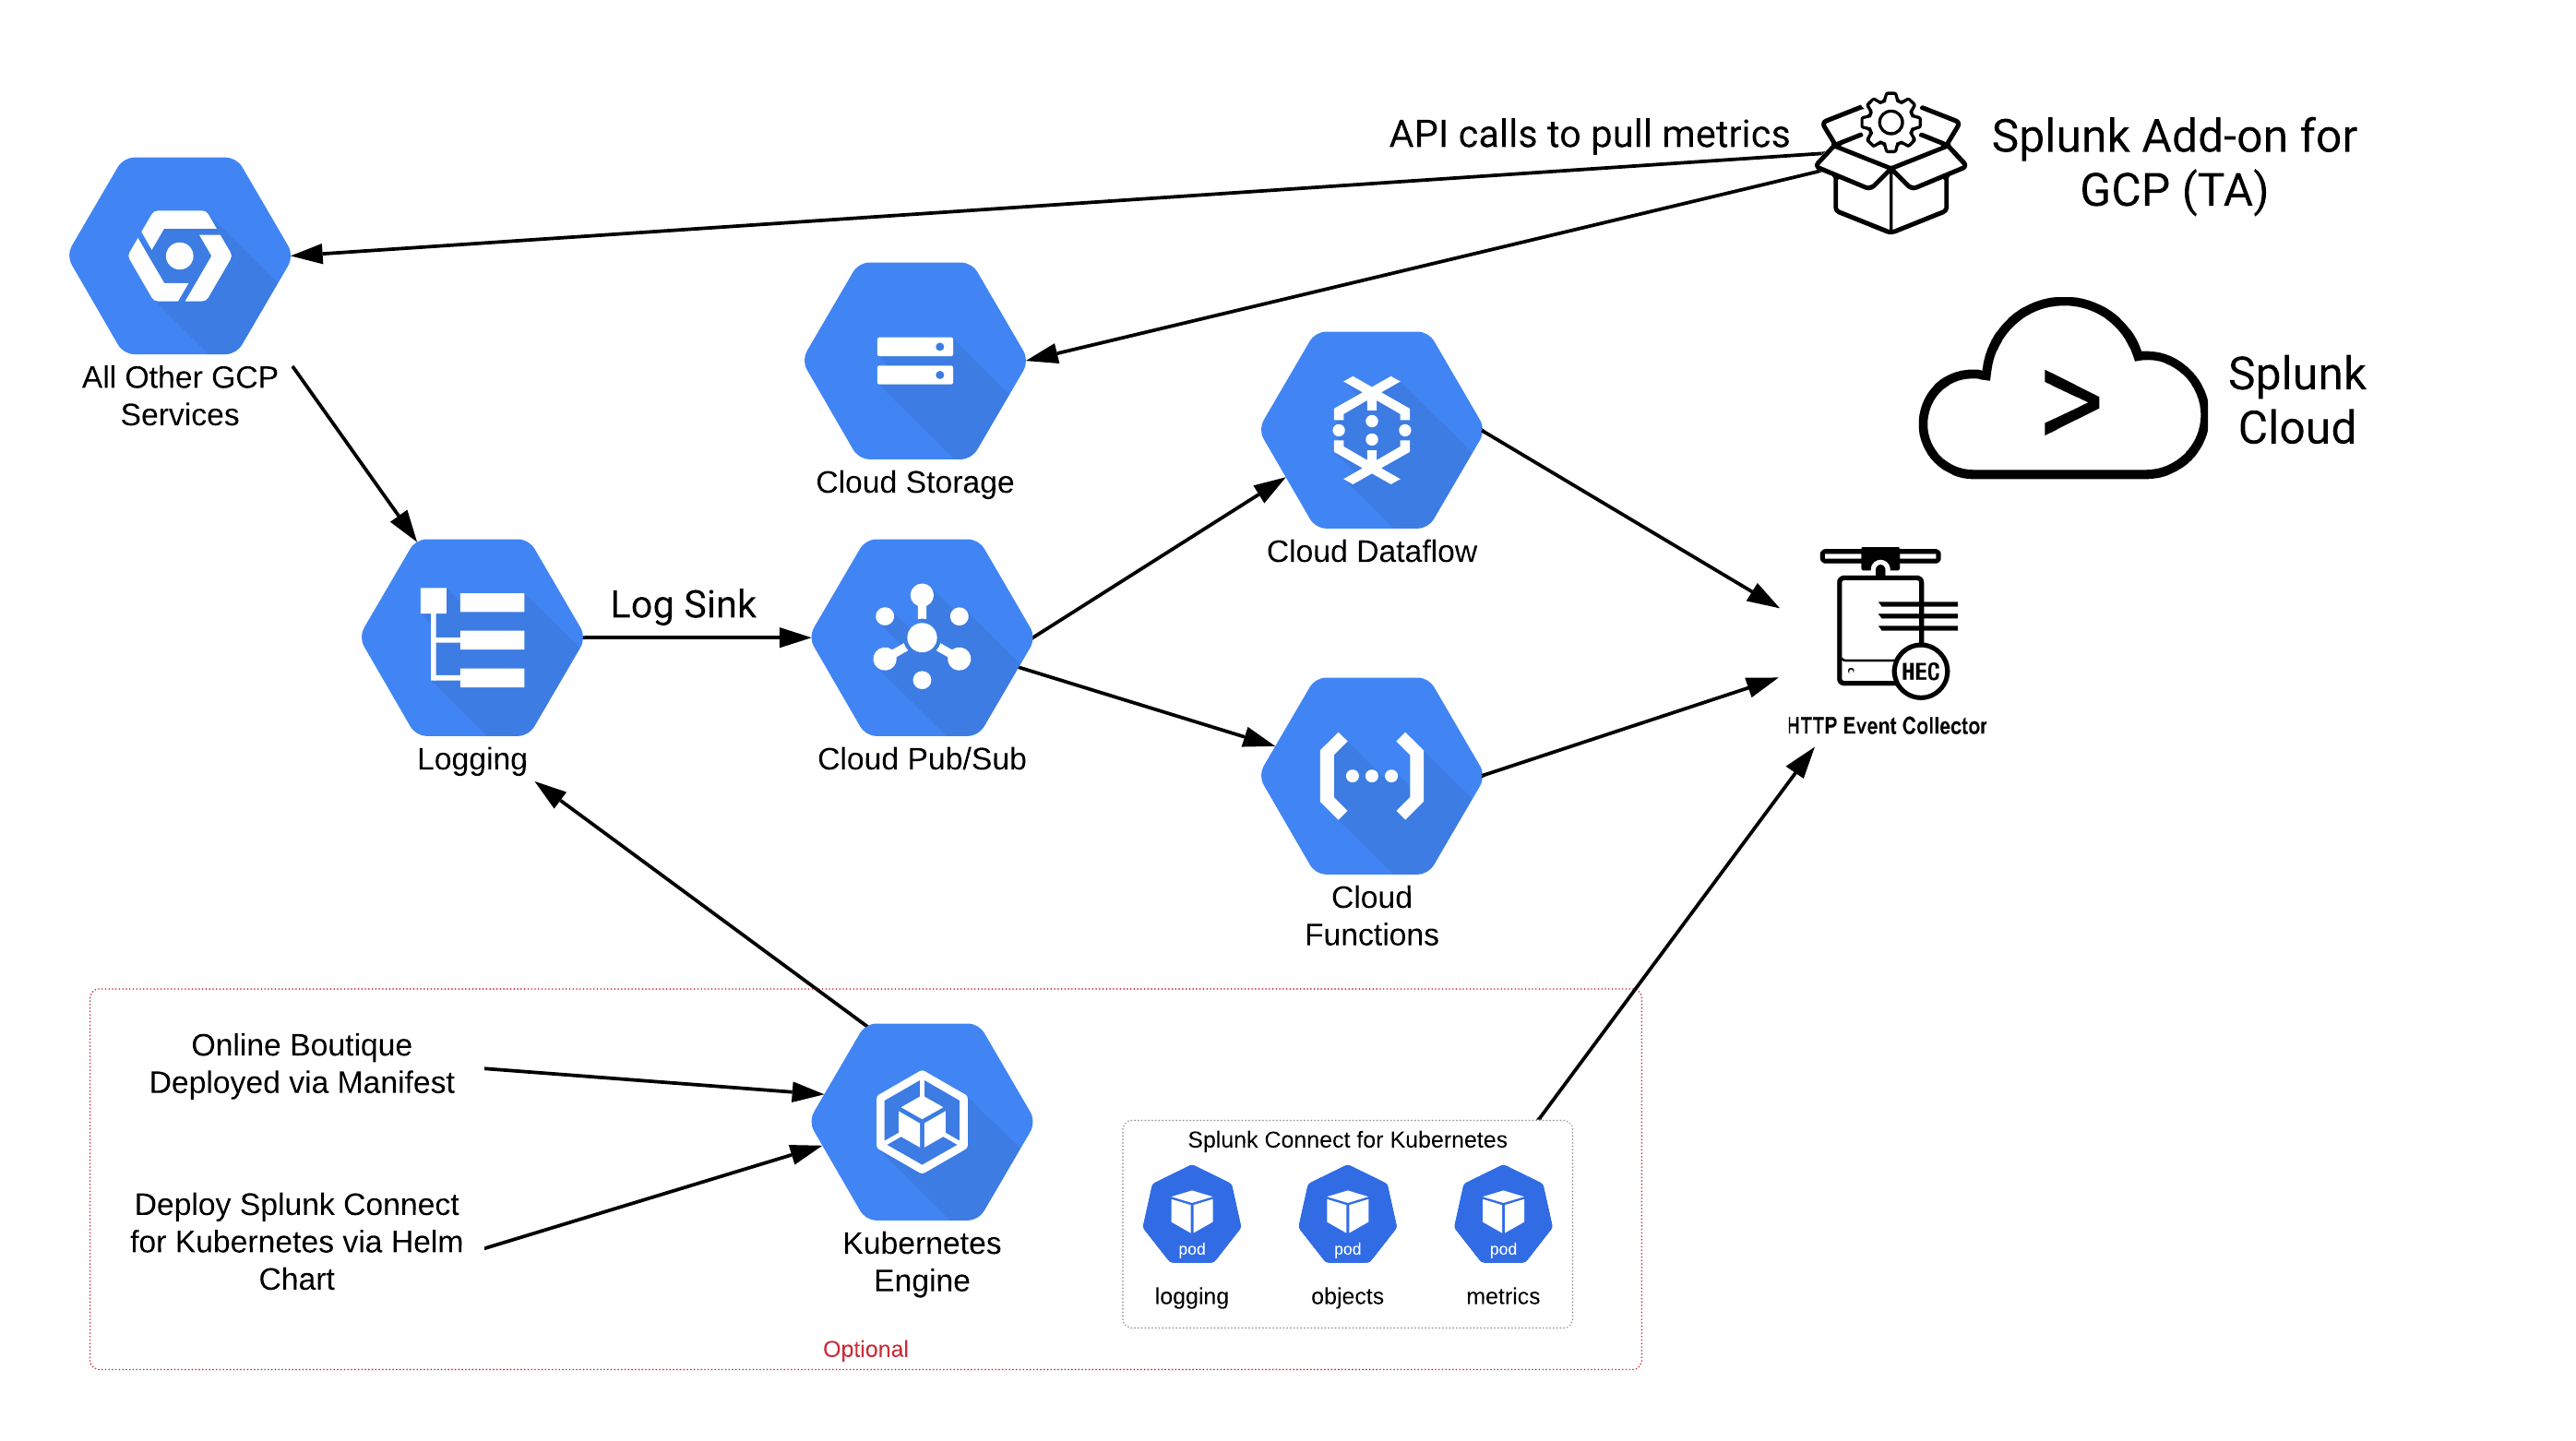 API calls to pull metrics
Splunk Add-on for
GCP (TA)
All Other GCP
Services
Cloud Storage
Splunk
Cloud
>
Cloud Dataflow
Log Sink
HEC
HTTP Event Collector
Logging
Cloud Pub/Sub
Cloud
Functions
Online Boutique
Deployed via Manifest
Deploy Splunk Connect
for Kubernetes via Helm
Chart
Kubernetes
Engine
Splunk Connect for Kubernetes
pod
pod
pod
logging
objects
metrics
Optional